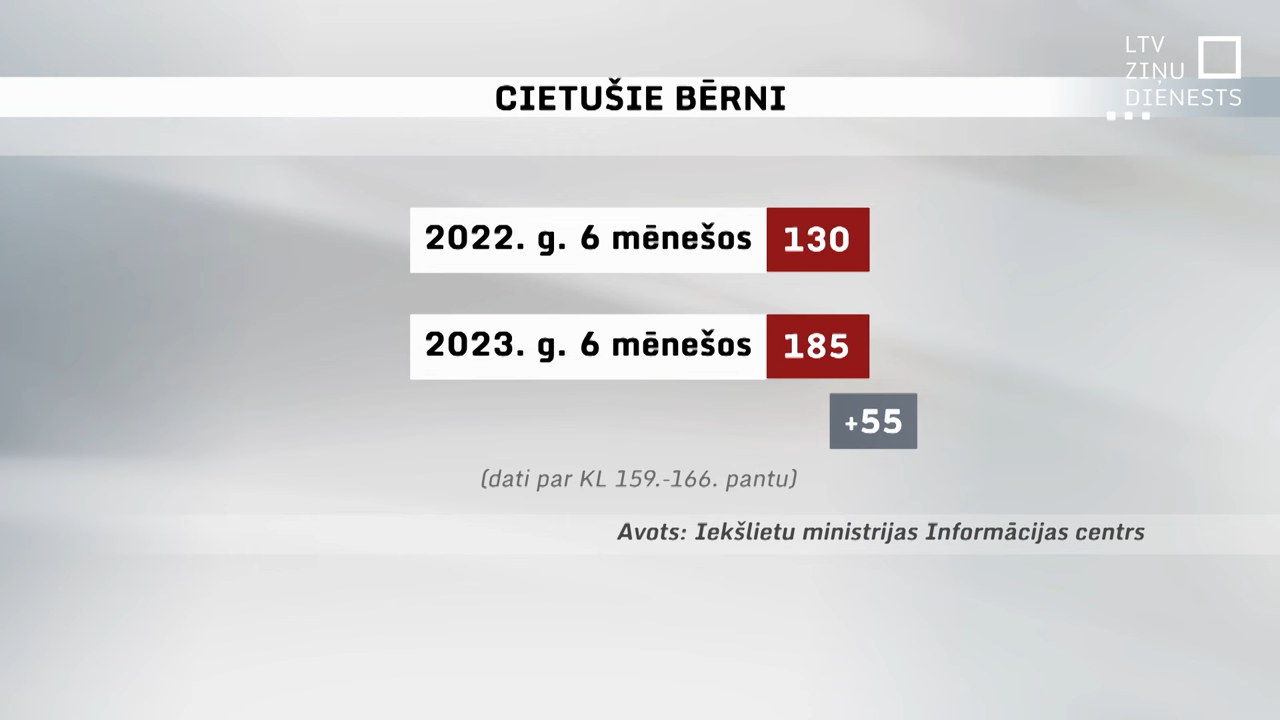 LTV
ZIŅU
DIENESTS
CIETUŠIE BĒRNI
2022. g. 6 mēnešos 130
2023. g. 6 mēnešos 185
+55
(dati par KL 159.-166. pantu)
Avots: Iekšlietu ministrijas Informācijas centrs